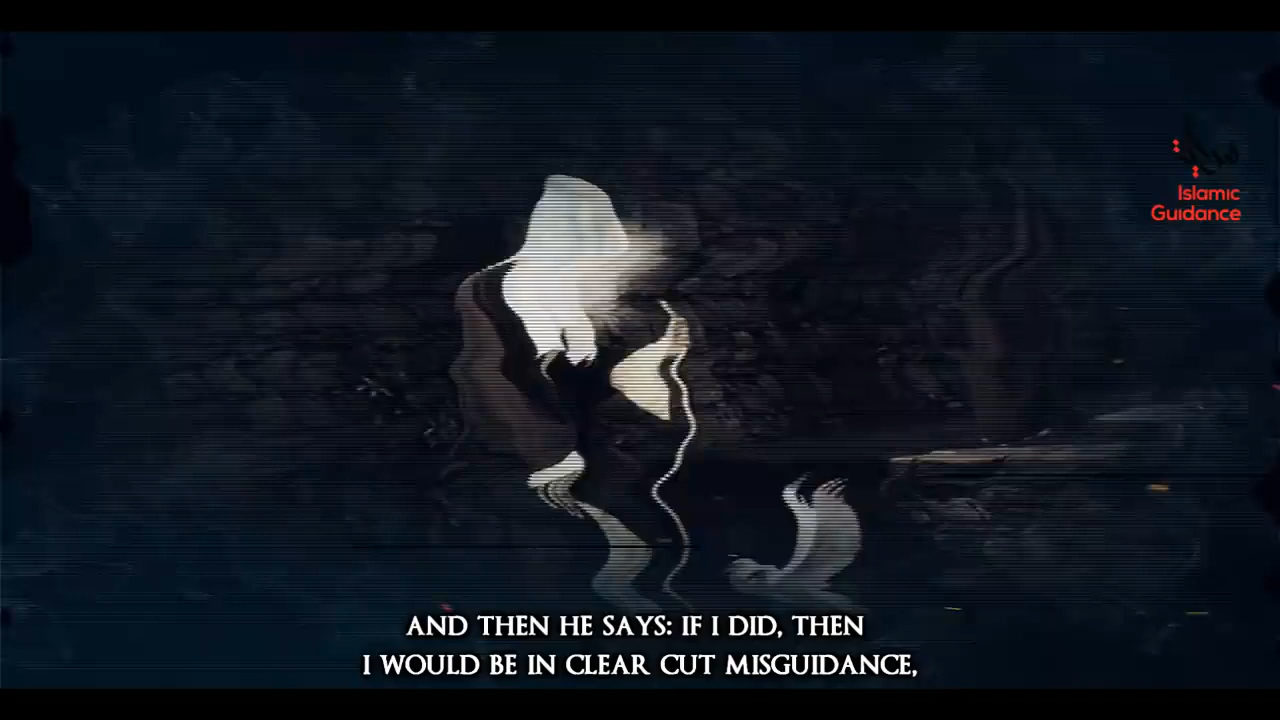 Islamic
Guidance
AND THEN HE SAYS: IF I DID, THEN
I WOULD BE IN CLEAR CUT MISGUIDANCE,